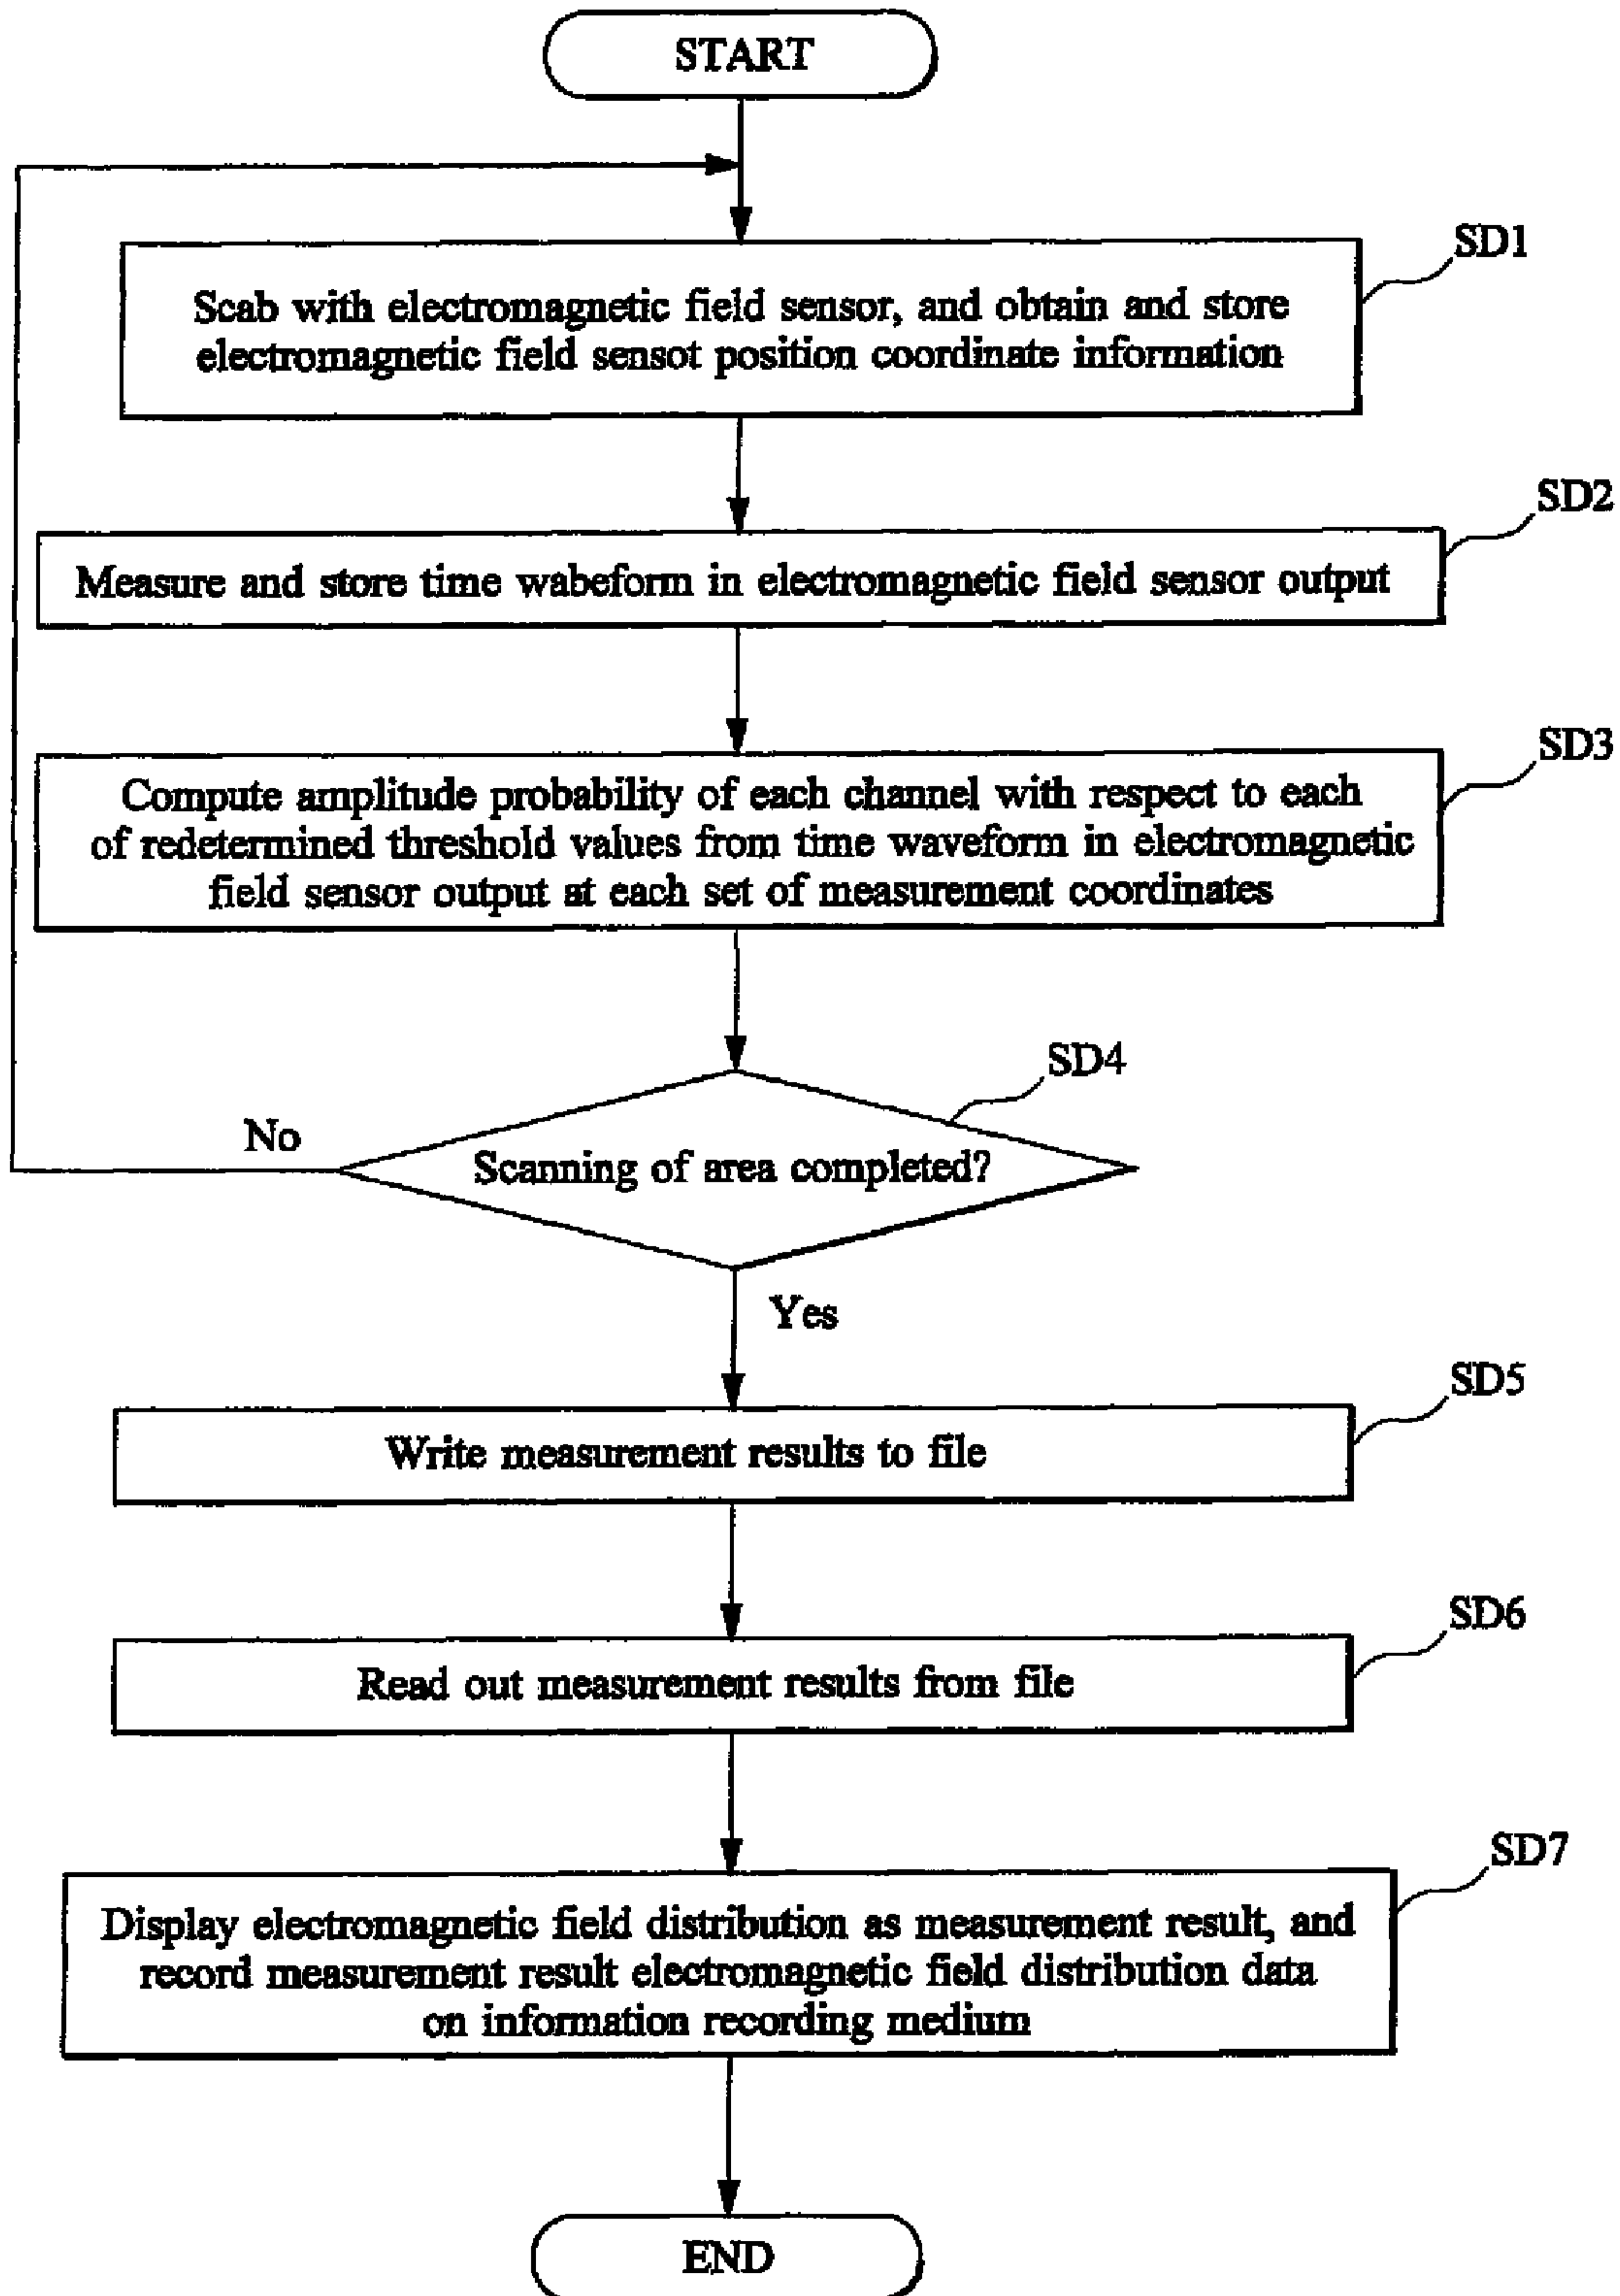 START
SD1
Scab with electromagnetic field sensor, and obtain and store
electromagnetic field sensot position coordinate information
SD2
Measure and store time wabeform in electromagnetic field sensor output
SD3
Compute amplitude probability of each channel with respect to each
of redetermined threshold values from time waveform in electromagnetic
field sensor output at each set of measurement coordinates
SD4
No
Scanning of area completed?
Yes
SD5
Write measurement results to file
SD6
Read out measurement results from file
SD7
Display electromagnetic field distribution as measurement result, and
record measurement result electromagnetic field distribution data
on information recording medium
END